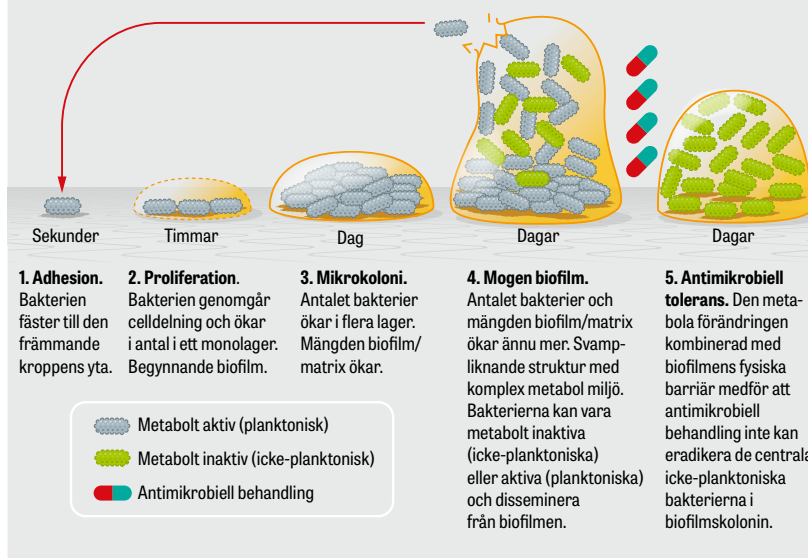 Sekunder
Timmar
Dag
Dagar
Dagar
1. Adhesion.
Bakterien
fäster till den
främmande
kroppens yta.
2. Proliferation.
Bakterien genomgår
celldelning och ökar
i antal i ett monolager.
Begynnande biofilm.
3. Mikrokoloni.
Antalet bakterier
ökar i flera lager.
Mängden biofilm/
matrix ökar.
4. Mogen biofilm.
Antalet bakterier och
mängden biofilm/matrix
ökar ännu mer. Svamp-
liknande struktur med
komplex metabol miljö.
Bakterierna kan vara
metabolt inaktiva
(icke-planktoniska)
eller aktiva (planktoniska)
och disseminera
från biofilmen.
5. Antimikrobiell
tolerans. Den meta-
bola förändringen
kombinerad med
biofilmens fysiska
barriär medför att
antimikrobiell
behandling inte kan
eradikera de centrala
icke-planktoniska
bakterierna i
biofilmskolonin.
Metabolt aktiv (planktonisk)
Metabolt inaktiv (icke-planktonisk)
Antimikrobiell behandling